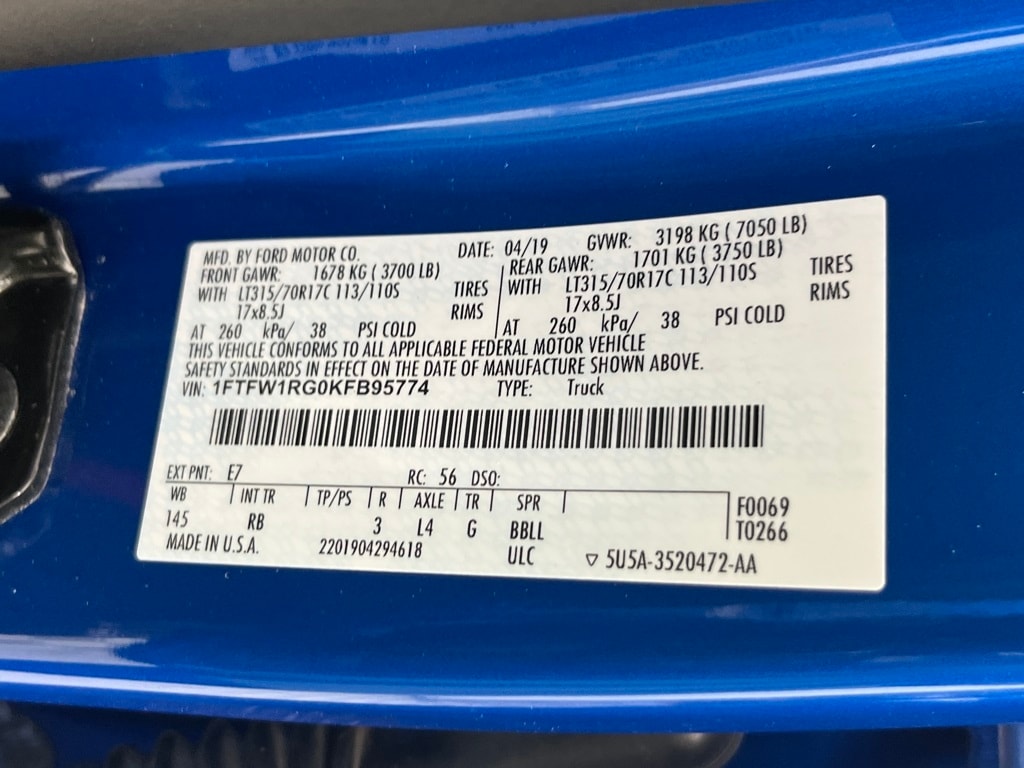 MFD. BY FORD MOTOR CO. DATE: 04/19 GVWR: 3198 KG ( 7050 LB)
FRONT GAWR: 1678 KG ( 3700 LB) REAR GAWR: 1701 KG ( 3750 LB)
WITH LT315/70R17C 113/110S TIRES WITH LT315/70R17C 113/110S TIRES
17x8.5J RIMS 17x8.5J RIMS
AT 260 kPa/ 38 PSI COLD AT 260 kPa/ 38 PSI COLD
THIS VEHICLE CONFORMS TO ALL APPLICABLE FEDERAL MOTOR VEHICLE
SAFETY STANDARDS IN EFFECT ON THE DATE OF MANUFACTURE SHOWN ABOVE.
VIN: 1FTFW1RG0KFB95774 TYPE: Truck
EXT PNT: E7 RC: 56 DSO:
WB INT TR TP/PS R AXLE TR SPR F0069
145 RB 3 L4 G BBLL T0266
MADE IN U.S.A. 2201904294618 ULC ▽ 5U5A-3520472-AA